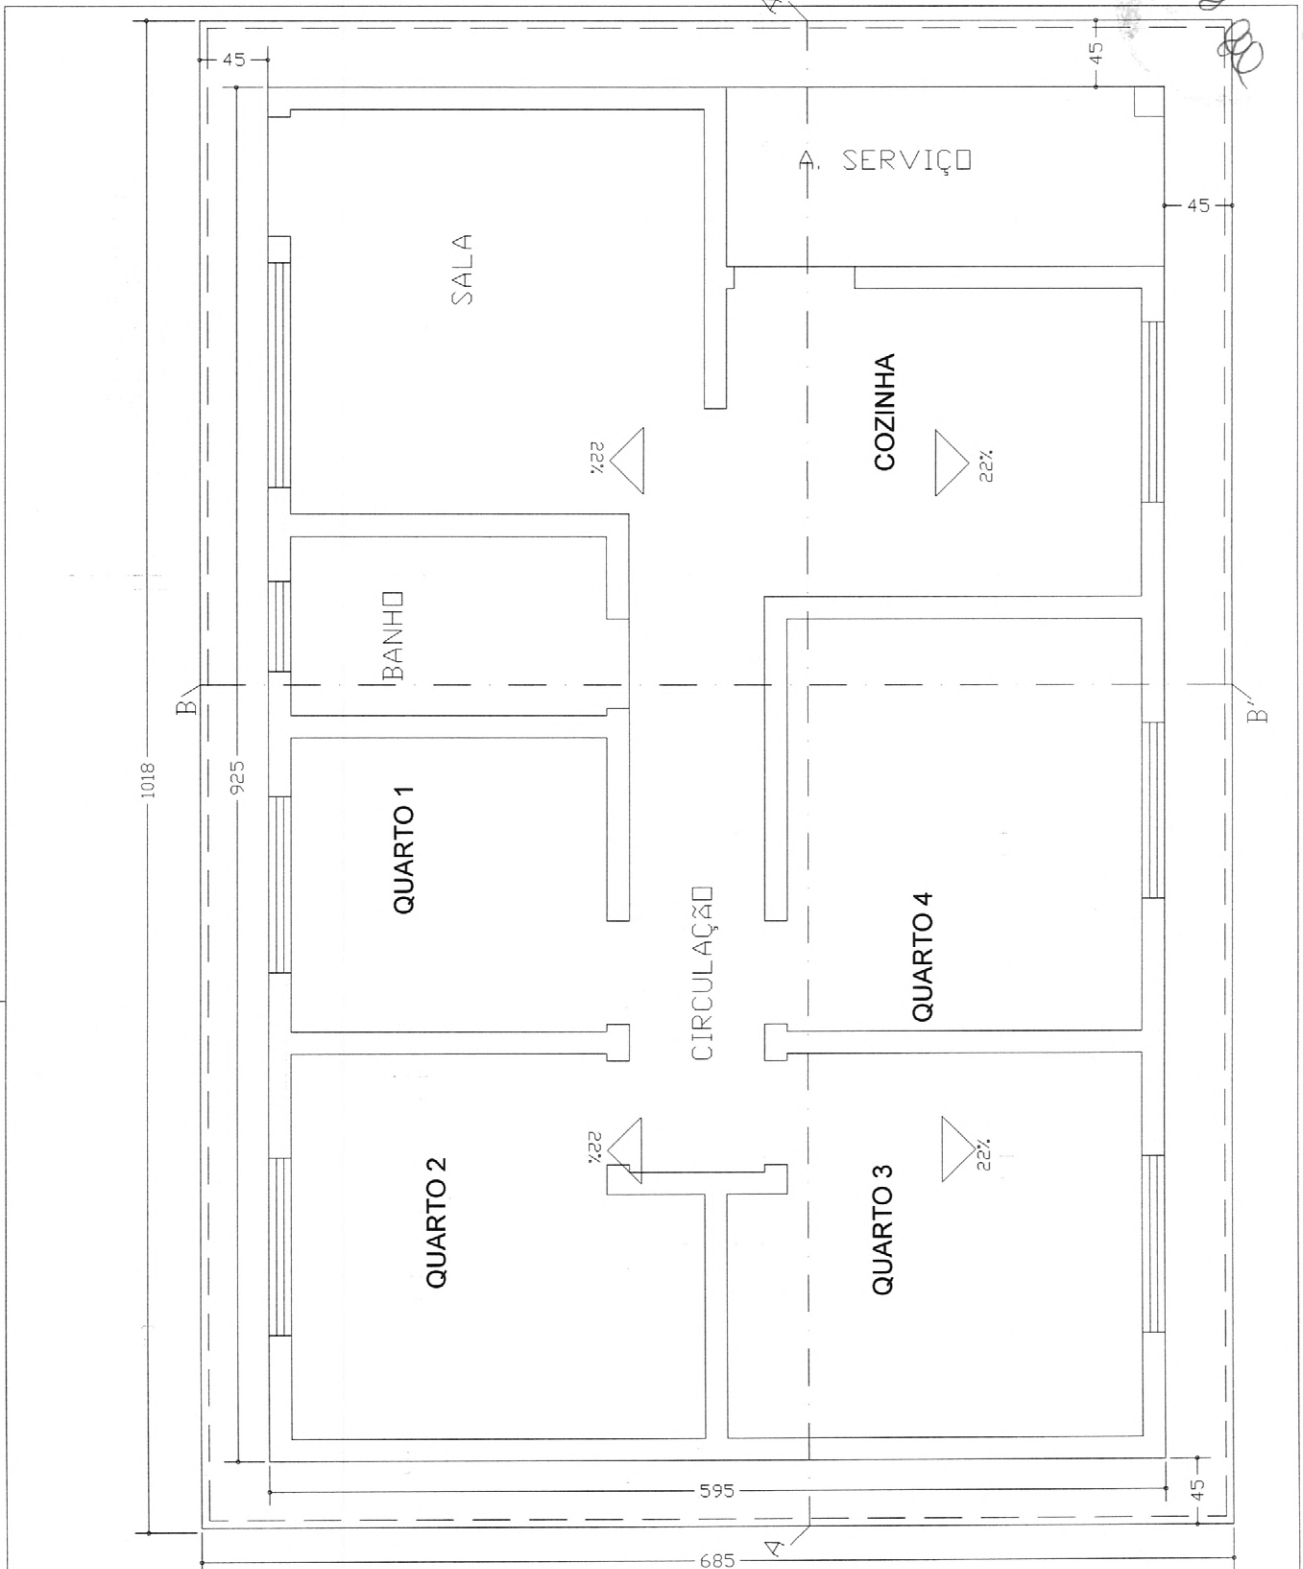 A
45
45
A. SERVIÇO
45
SALA
COZINHA
22%
22%
BANHO
B
B'
1018
925
QUARTO 1
QUARTO 4
CIRCULAÇÃO
22%
22%
QUARTO 2
QUARTO 3
595
45
A
685